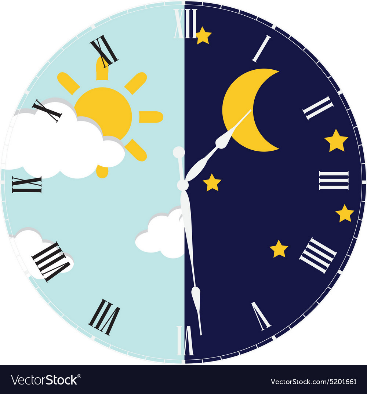 XII
I
II
III
IIII
V
VI
VII
VIII
IX
X
XI
VectorStock®
VectorStock.com/5201661